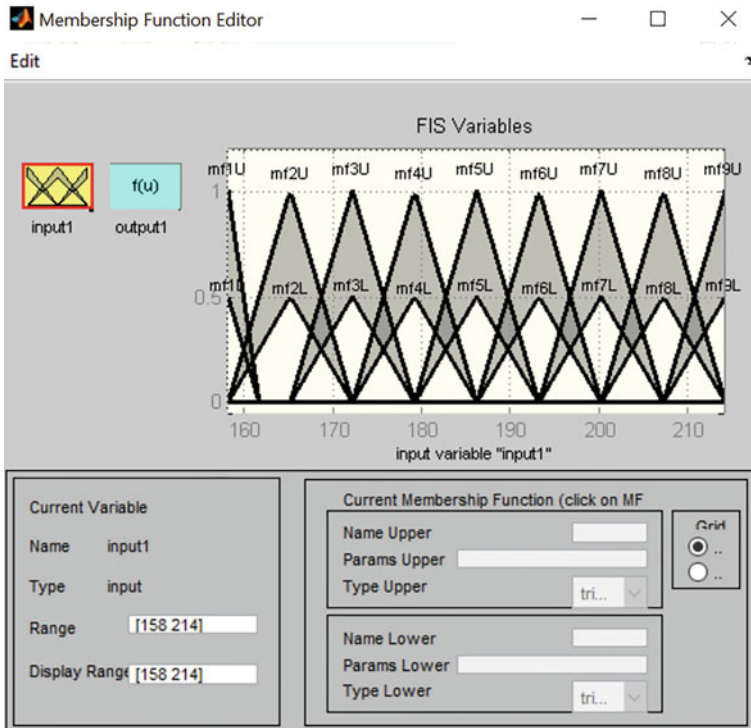 Membership Function Editor
Edit
FIS Variables
f(u)
input1
output1
mf1U mf2U mf3U mf4U mf5U mf6U mf7U mf8U mf9U
1
mf2L mf3L mf4L mf5L mf6L mf7L mf8L mf9L
0.5
0
160 170 180 190 200 210
input variable "input1"
Current Variable
Name input1
Type input
Range [158 214]
Display Range [158 214]
Current Membership Function (click on MF
Name Upper
Params Upper
Type Upper tri...
Name Lower
Params Lower
Type Lower tri...
Grid
..
..